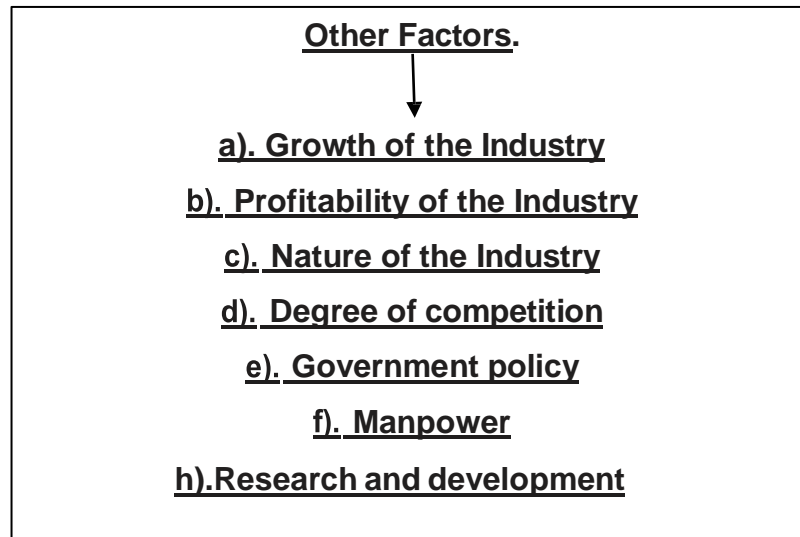 Other Factors.
a). Growth of the Industry
b). Profitability of the Industry
c). Nature of the Industry
d). Degree of competition
e). Government policy
f). Manpower
h).Research and development